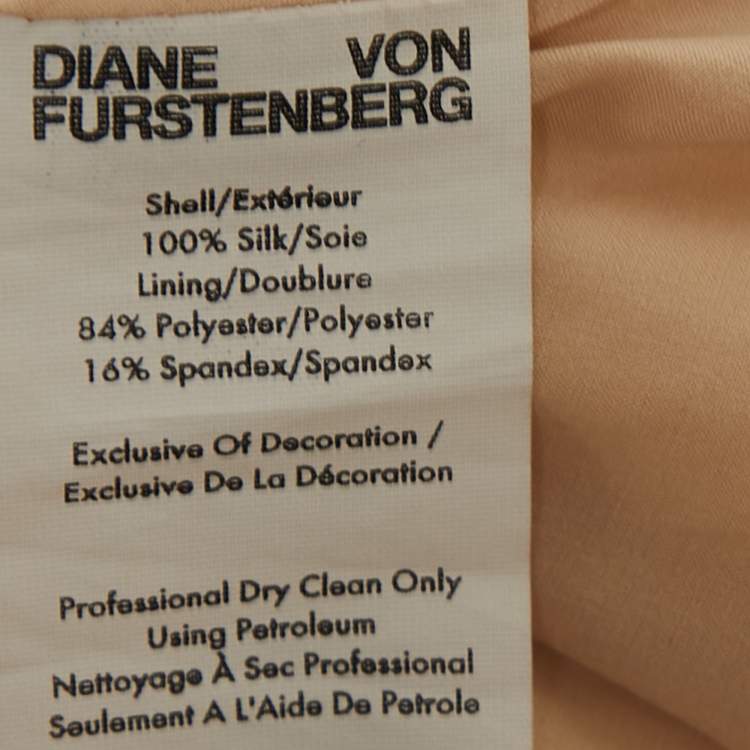 DIANE VON
FURSTENBERG
Shell/Extérieur
100% Silk/Soie
Lining/Doublure
84% Polyester/Polyester
16% Spandex/Spandex
Exclusive Of Decoration /
Exclusive De La Décoration
Professional Dry Clean Only
Using Petroleum
Nettoyage À Sec Professional
Seulement A L'Aide De Petrole